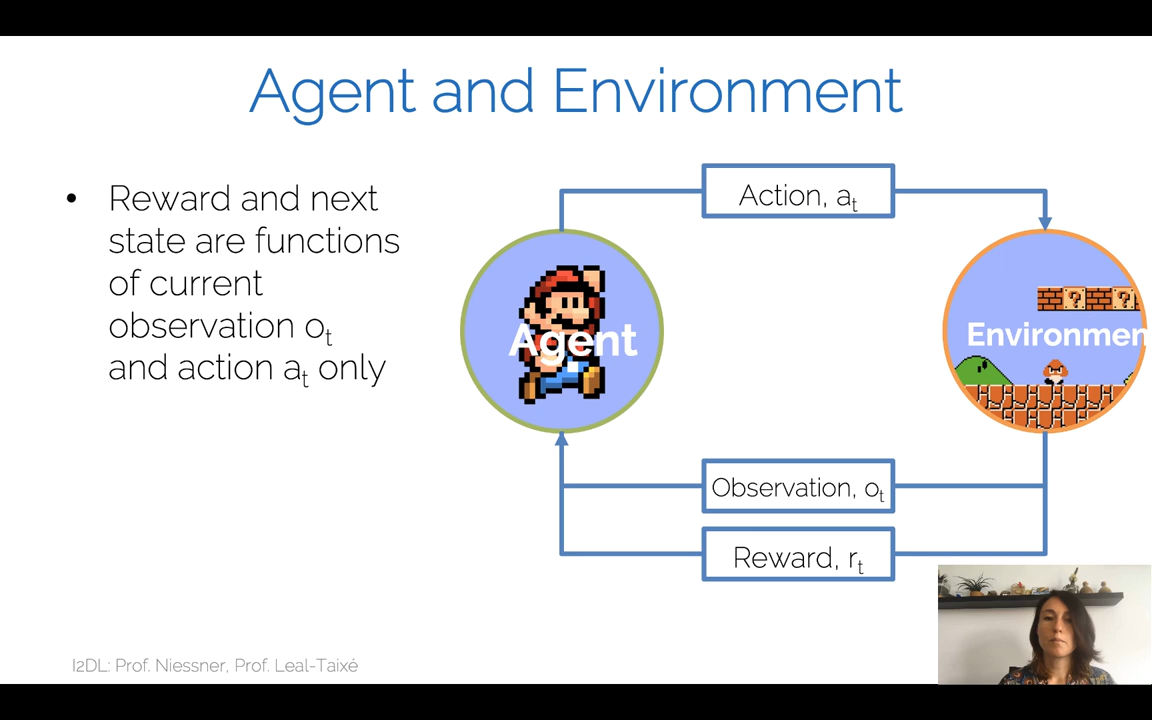 Agent and Environment
• Reward and next
state are functions
of current
observation oₜ
and action aₜ only
Action, aₜ
Agent
Environmen
Observation, oₜ
Reward, rₜ
I2DL: Prof. Niessner, Prof. Leal-Taixé